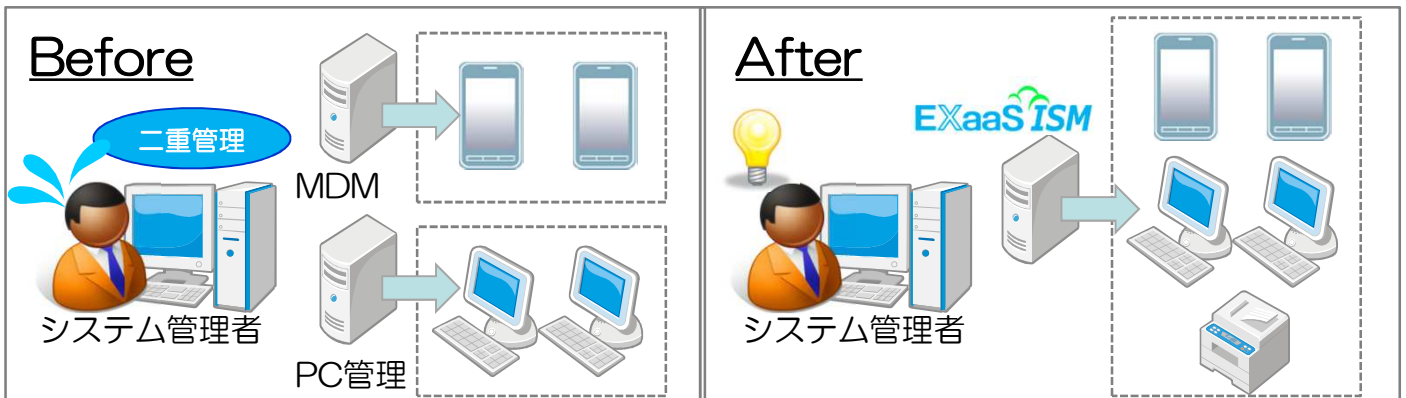 Before
二重管理
MDM
システム管理者
PC管理
After
EXaaS ISM
システム管理者